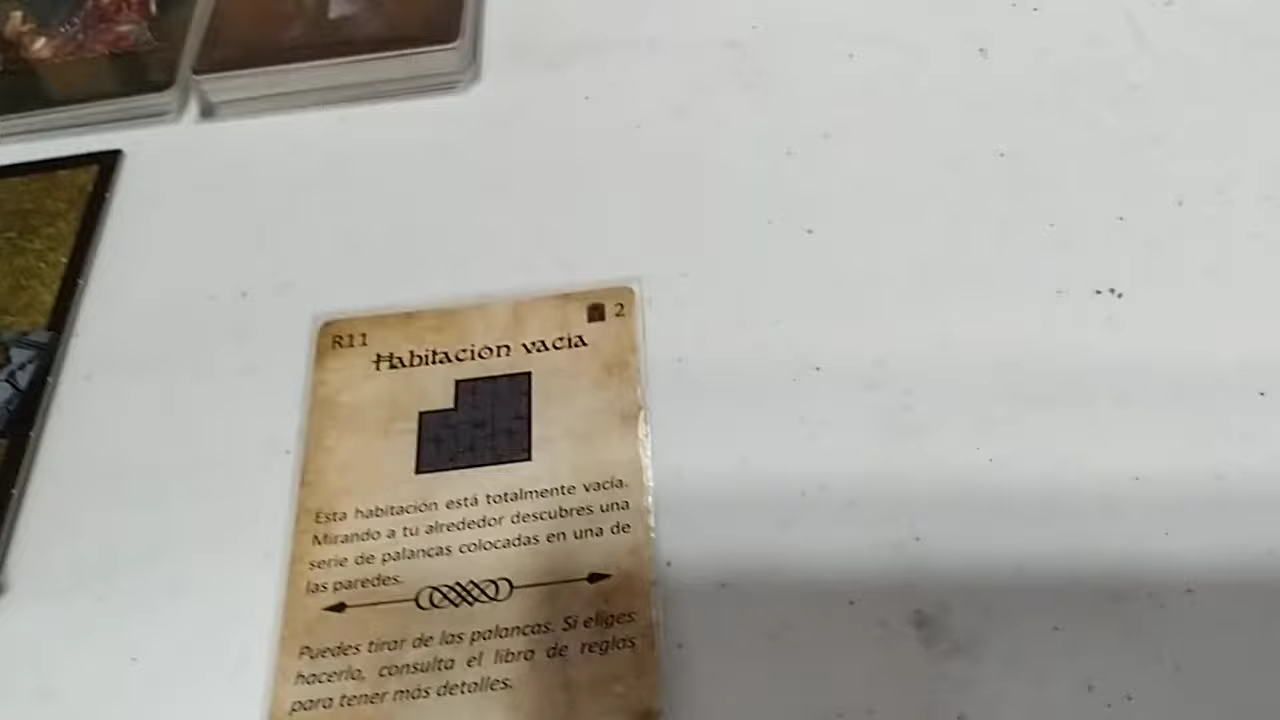 R11
2
Habitación vacía
Esta habitación está totalmente vacía.
Mirando a tu alrededor descubres una
serie de palancas colocadas en una de
las paredes.
Puedes tirar de las palancas. Si eliges
hacerlo, consulta el libro de reglas
para tener más detalles.